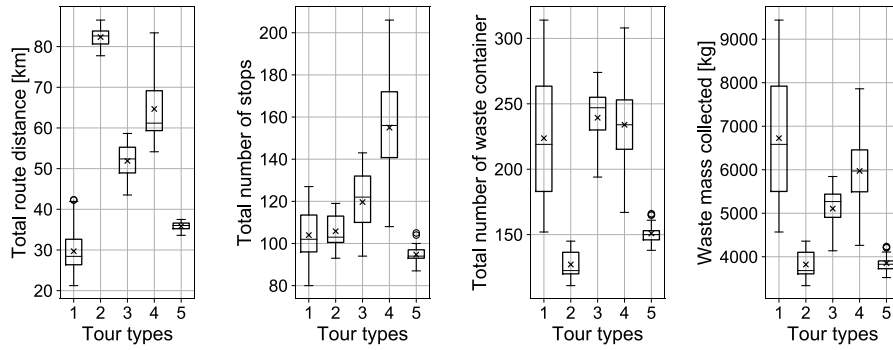 Total route distance [km]
80
70
60
50
40
30
20
1 2 3 4 5
Tour types
Total number of stops
200
180
160
140
120
100
80
1 2 3 4 5
Tour types
Total number of waste container
300
250
200
150
1 2 3 4 5
Tour types
Waste mass collected [kg]
9000
8000
7000
6000
5000
4000
1 2 3 4 5
Tour types